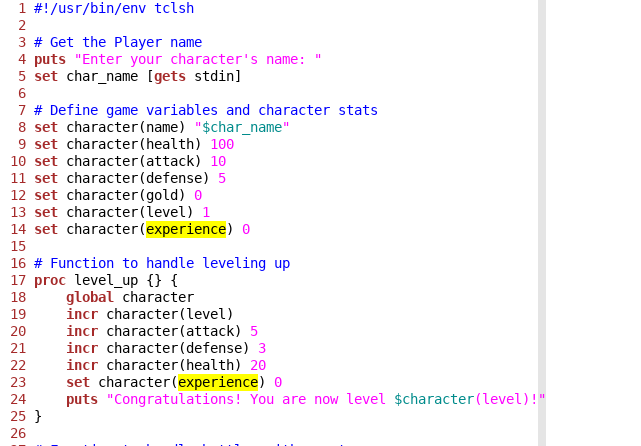 1 #!/usr/bin/env tclsh
2
3 # Get the Player name
4 puts "Enter your character's name: "
5 set char_name [gets stdin]
6
7 # Define game variables and character stats
8 set character(name) "$char_name"
9 set character(health) 100
10 set character(attack) 10
11 set character(defense) 5
12 set character(gold) 0
13 set character(level) 1
14 set character(experience) 0
15
16 # Function to handle leveling up
17 proc level_up {} {
18     global character
19     incr character(level)
20     incr character(attack) 5
21     incr character(defense) 3
22     incr character(health) 20
23     set character(experience) 0
24     puts "Congratulations! You are now level $character(level)!"
25 }
26